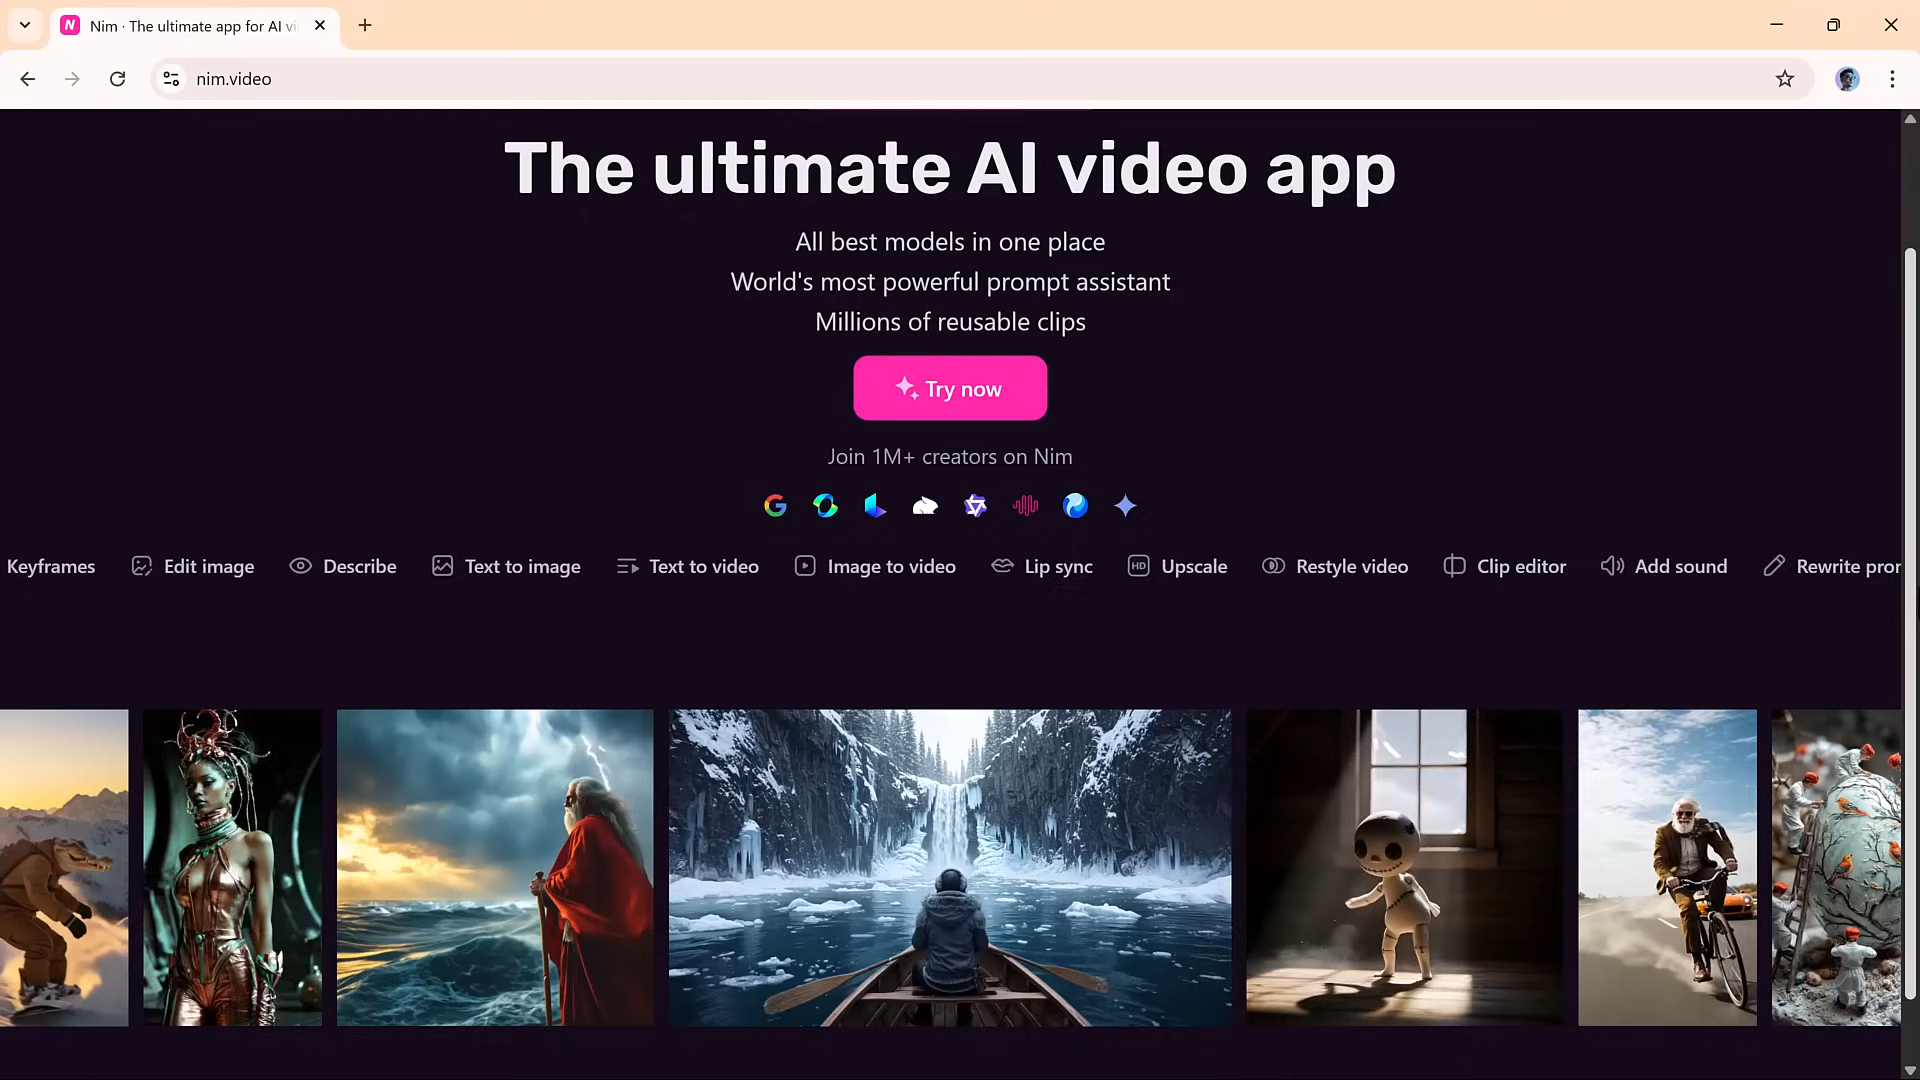 N Nim · The ultimate app for AI vi
nim.video
The ultimate AI video app
All best models in one place
World's most powerful prompt assistant
Millions of reusable clips
Try now
Join 1M+ creators on Nim
Keyframes Edit image Describe Text to image Text to video Image to video Lip sync HD Upscale Restyle video Clip editor Add sound Rewrite pror